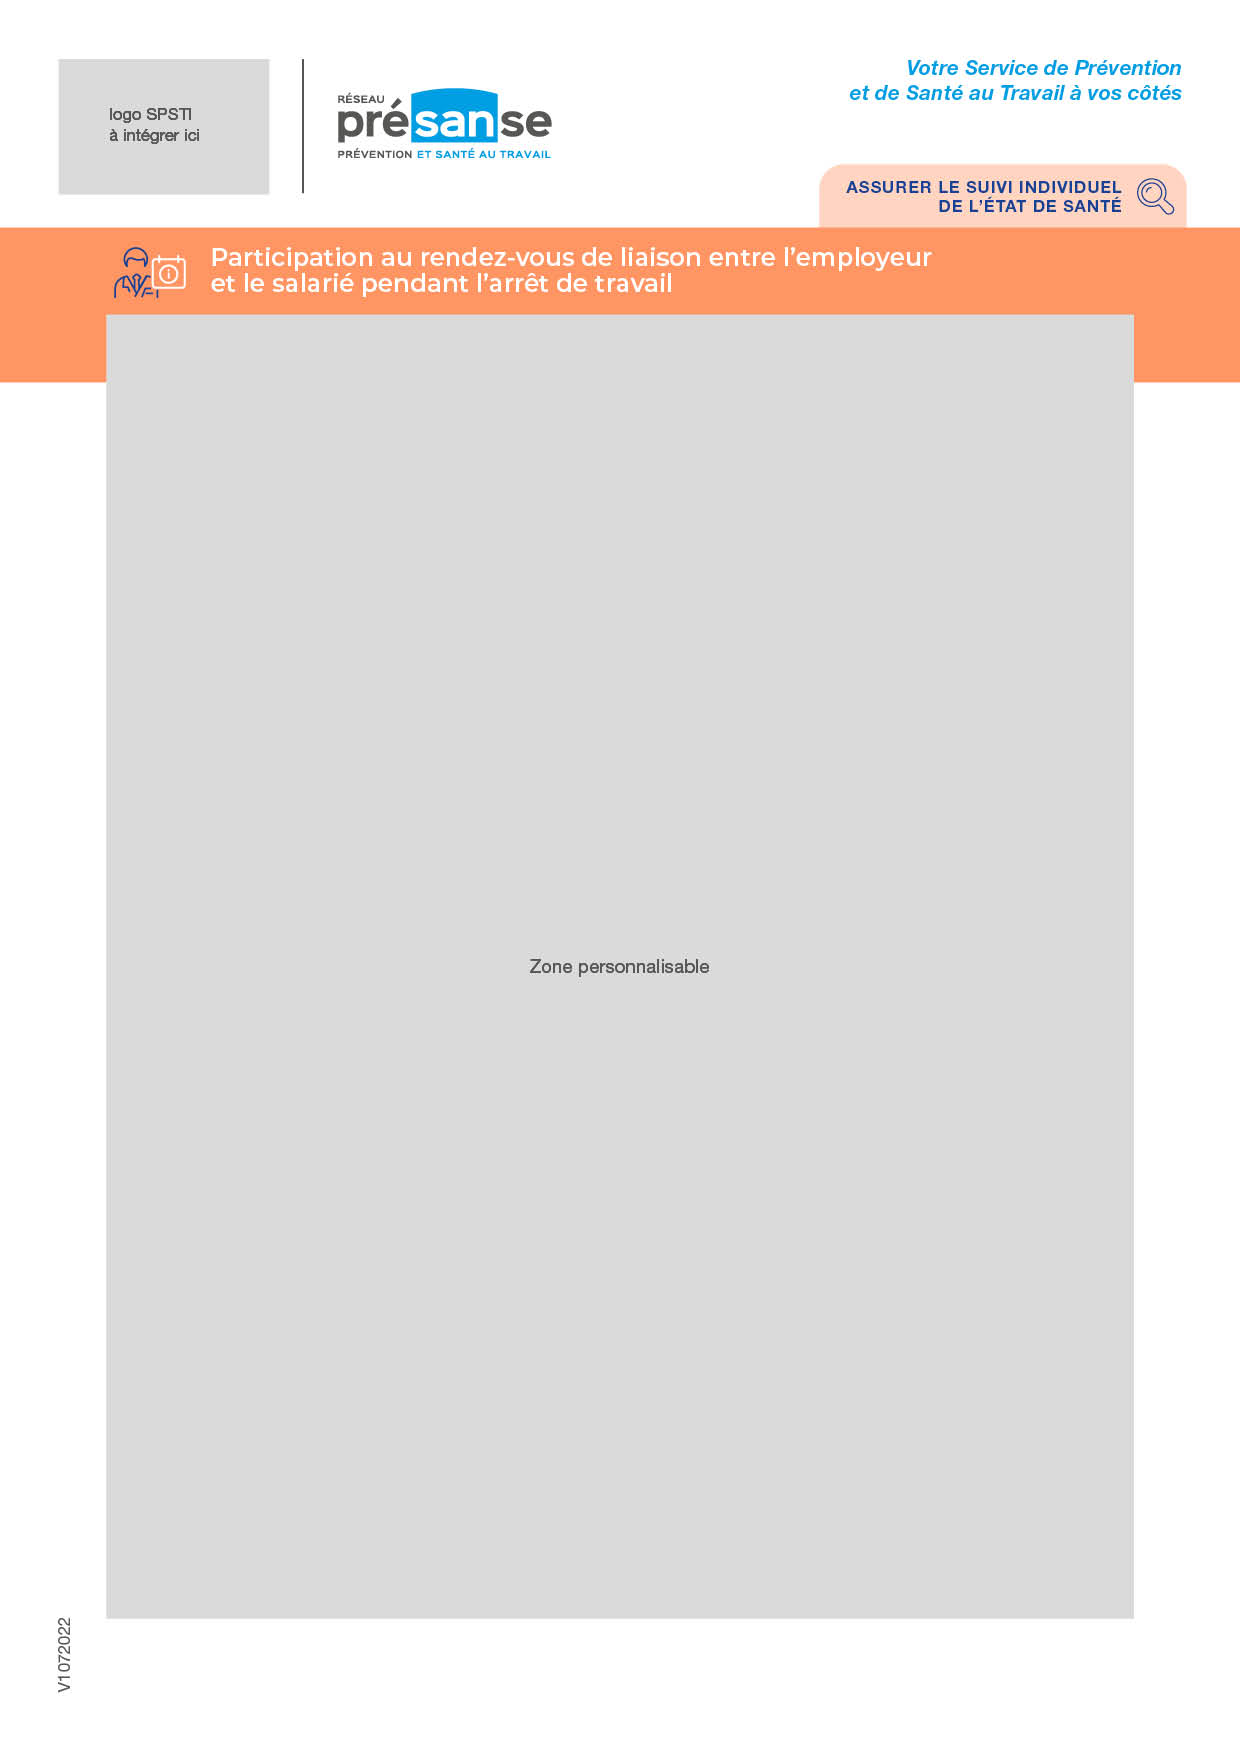 logo SPSTI
à intégrer ici
RÉSEAU
présanse
PRÉVENTION ET SANTÉ AU TRAVAIL
Votre Service de Prévention
et de Santé au Travail à vos côtés
ASSURER LE SUIVI INDIVIDUEL
DE L’ÉTAT DE SANTÉ
Participation au rendez-vous de liaison entre l’employeur
et le salarié pendant l’arrêt de travail
Zone personnalisable
V1072022